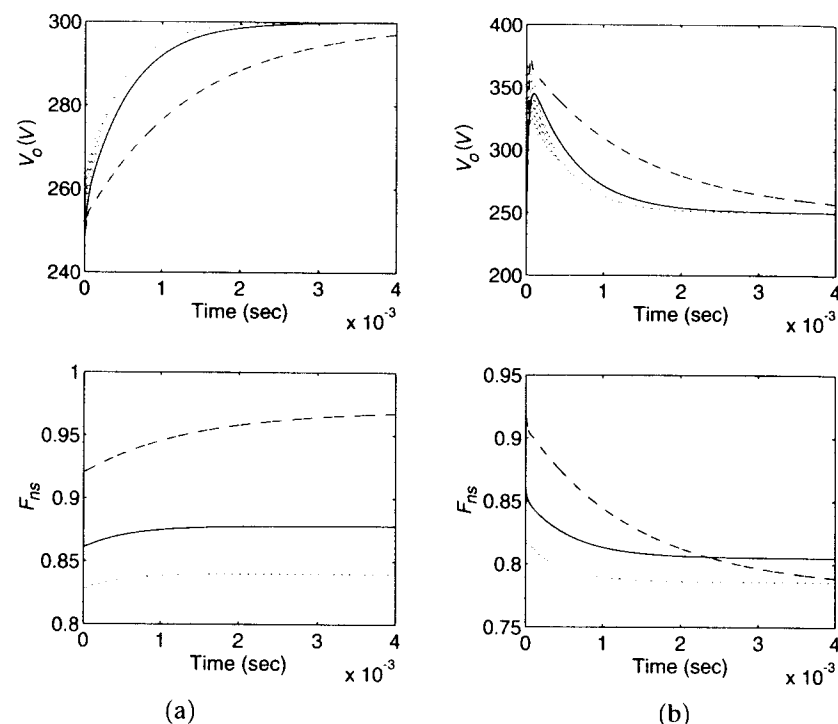 300
280
260
240
V_o (V)
0 1 2 3 4
Time (sec)
x 10^-3
400
350
300
250
200
V_o (V)
0 1 2 3 4
Time (sec)
x 10^-3
1
0.95
0.9
0.85
0.8
F_ns
0 1 2 3 4
Time (sec)
x 10^-3
(a)
0.95
0.9
0.85
0.8
0.75
F_ns
0 1 2 3 4
Time (sec)
x 10^-3
(b)